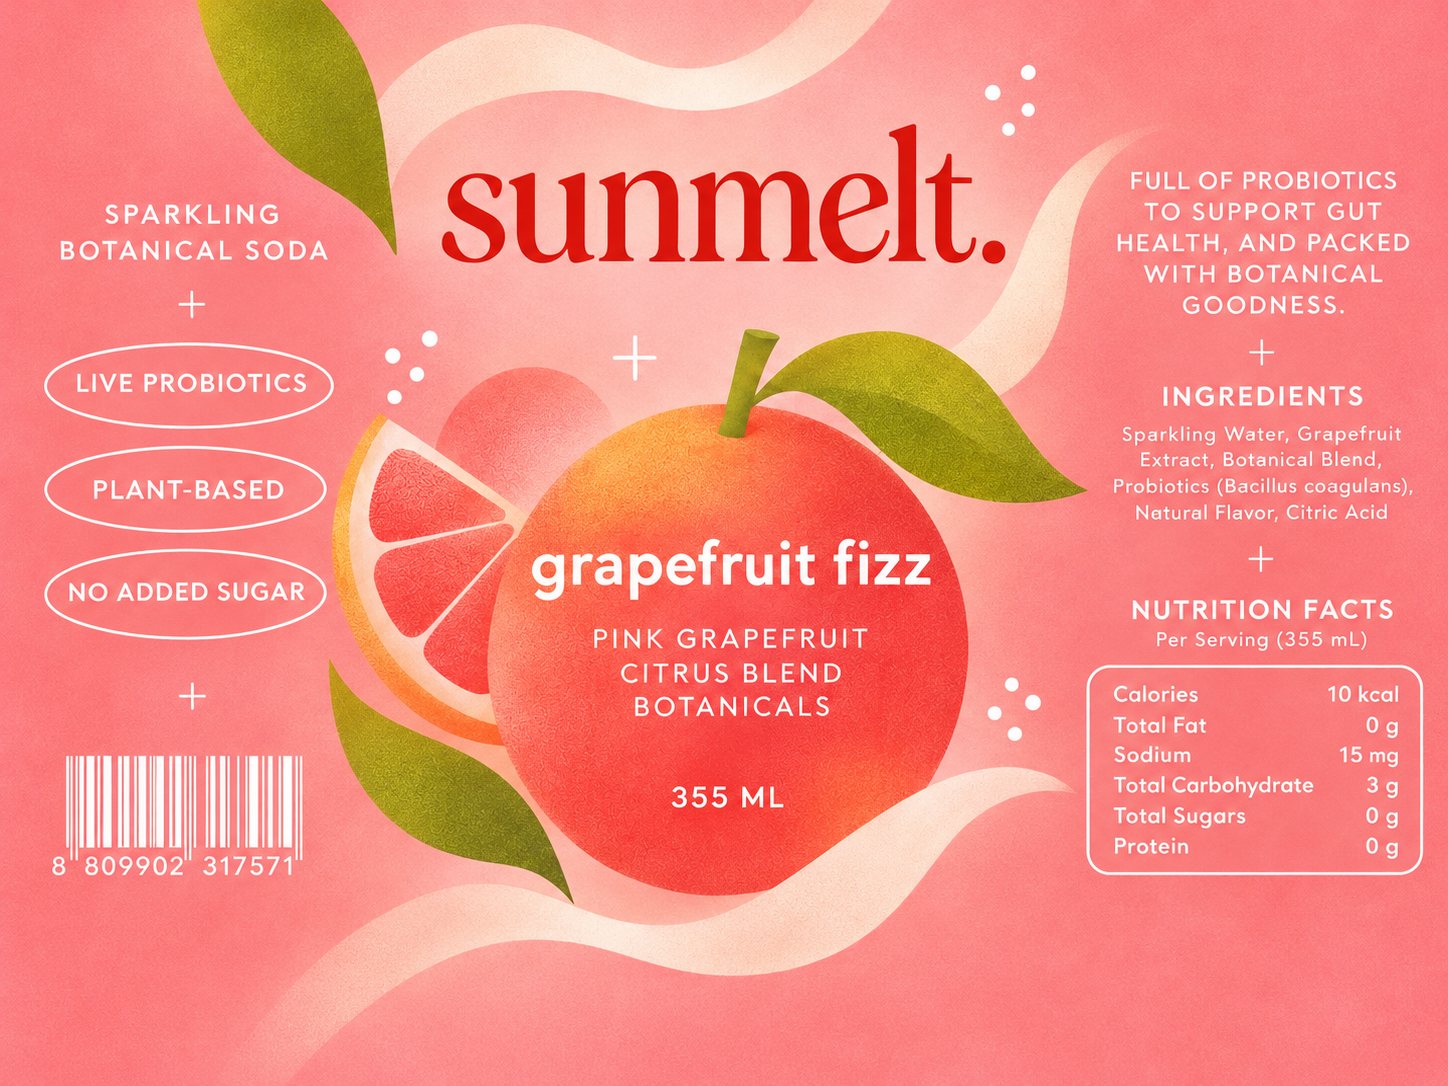 sunmelt.
SPARKLING
BOTANICAL SODA
LIVE PROBIOTICS
PLANT-BASED
NO ADDED SUGAR
8 809902 317571
grapefruit fizz
PINK GRAPEFRUIT
CITRUS BLEND
BOTANICALS
355 ML
FULL OF PROBIOTICS
TO SUPPORT GUT
HEALTH, AND PACKED
WITH BOTANICAL
GOODNESS.
INGREDIENTS
Sparkling Water, Grapefruit
Extract, Botanical Blend,
Probiotics (Bacillus coagulans),
Natural Flavor, Citric Acid
NUTRITION FACTS
Per Serving (355 mL)
Calories 10 kcal
Total Fat 0 g
Sodium 15 mg
Total Carbohydrate 3 g
Total Sugars 0 g
Protein 0 g